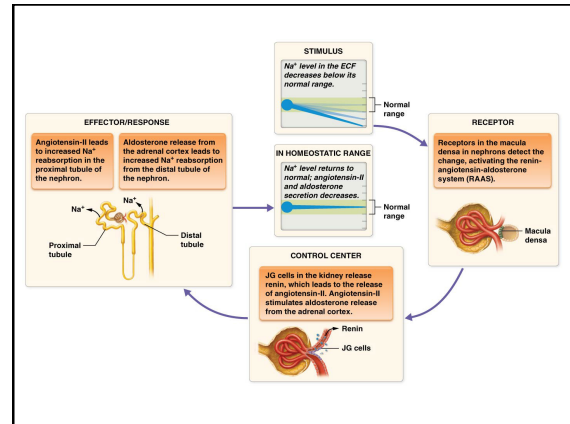 STIMULUS
Na+ level in the ECF
decreases below its
normal range.
Normal
range
RECEPTOR
Receptors in the macula
densa in nephrons detect the
change, activating the renin-
angiotensin-aldosterone
system (RAAS).
Macula
densa
CONTROL CENTER
JG cells in the kidney release
renin, which leads to the release
of angiotensin-II. Angiotensin-II
stimulates aldosterone release
from the adrenal cortex.
Renin
JG cells
EFFECTOR/RESPONSE
Angiotensin-II leads
to increased Na+
reabsorption in the
proximal tubule of
the nephron.
Aldosterone release from
the adrenal cortex leads to
increased Na+ reabsorption
from the distal tubule of
the nephron.
Na+
Na+
Proximal
tubule
Distal
tubule
IN HOMEOSTATIC RANGE
Na+ level returns to
normal; angiotensin-II
and aldosterone
secretion decreases.
Normal
range